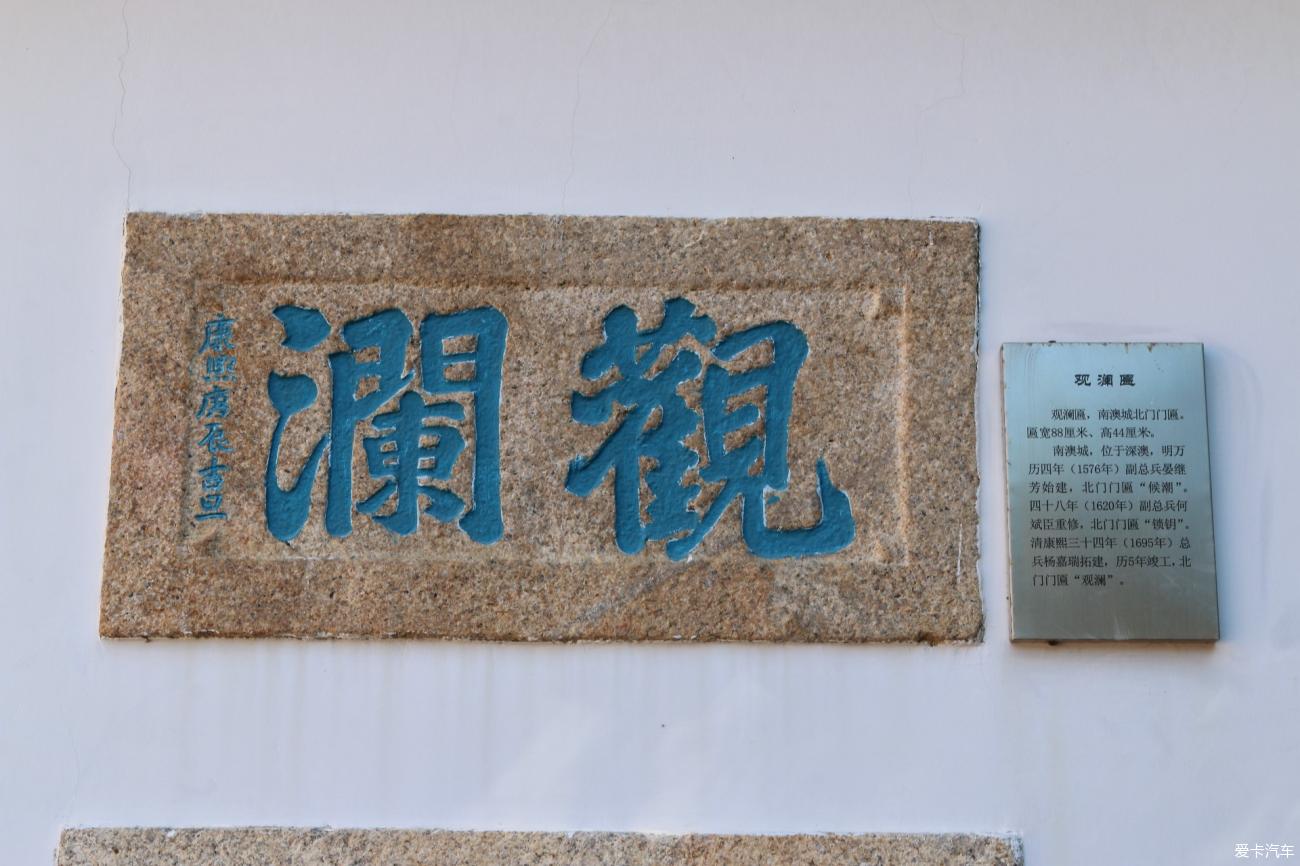 觀瀾
康熙庚辰吉旦
观澜匾
观澜匾，南澳城北门门匾。
匾宽88厘米、高44厘米。
南澳城，位于深澳，明万
历四年（1576年）副总兵晏继
芳始建，北门门匾“候潮”。
四十八年（1620年）副总兵何
斌臣重修，北门门匾“锁钥”。
清康熙三十四年（1695年）总
兵杨嘉瑞拓建，历5年竣工，北
门门匾“观澜”。
爱卡汽车